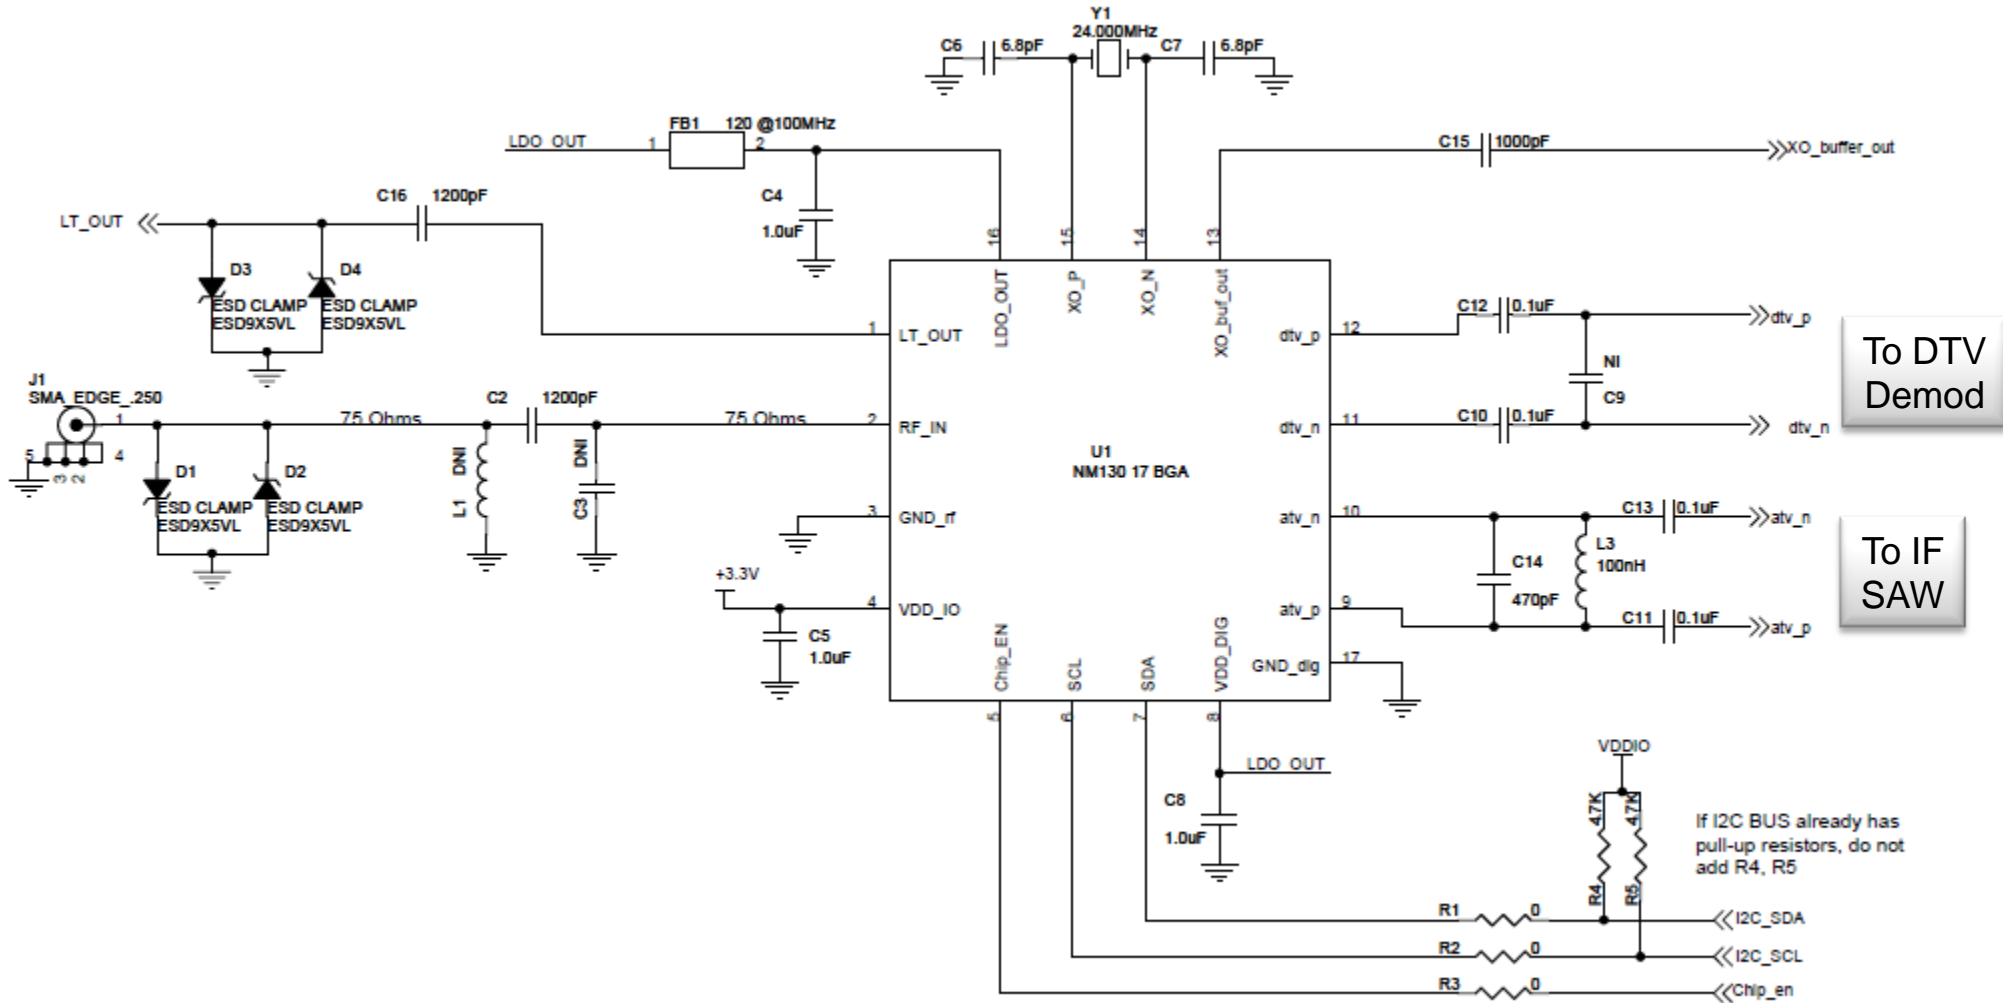 Y1
24.000MHz
C6 6.8pF
C7 6.8pF
FB1 120 @100MHz
LDO_OUT 1 2
C15 1000pF
XO_buffer_out
C4
1.0uF
C16 1200pF
LT_OUT
16 15 14 13
LDO_OUT XO_P XO_N XO_buf_out
D3
ESD CLAMP
ESD9X5VL
D4
ESD CLAMP
ESD9X5VL
1 LT_OUT
dtv_p 12
C12 0.1uF
dtv_p
To DTV
Demod
NI
C9
J1
SMA_EDGE_.250
1
5 4
3 2
75 Ohms
C2 1200pF
75 Ohms
2 RF_IN
dtv_n 11
C10 0.1uF
dtv_n
U1
NM130 17 BGA
D1
ESD CLAMP
ESD9X5VL
D2
ESD CLAMP
ESD9X5VL
L1 DNI
C3 DNI
3 GND_rf
atv_n 10
C13 0.1uF
atv_n
C14
470pF
L3
100nH
To IF
SAW
+3.3V
4 VDD_IO
C5
1.0uF
atv_p 9
C11 0.1uF
atv_p
GND_dig 17
Chip_EN SCL SDA VDD_DIG
5 6 7 8
LDO_OUT
C8
1.0uF
VDDIO
4.7K 4.7K
R4 R5
If I2C BUS already has
pull-up resistors, do not
add R4, R5
R1 0
I2C_SDA
R2 0
I2C_SCL
R3 0
Chip_en